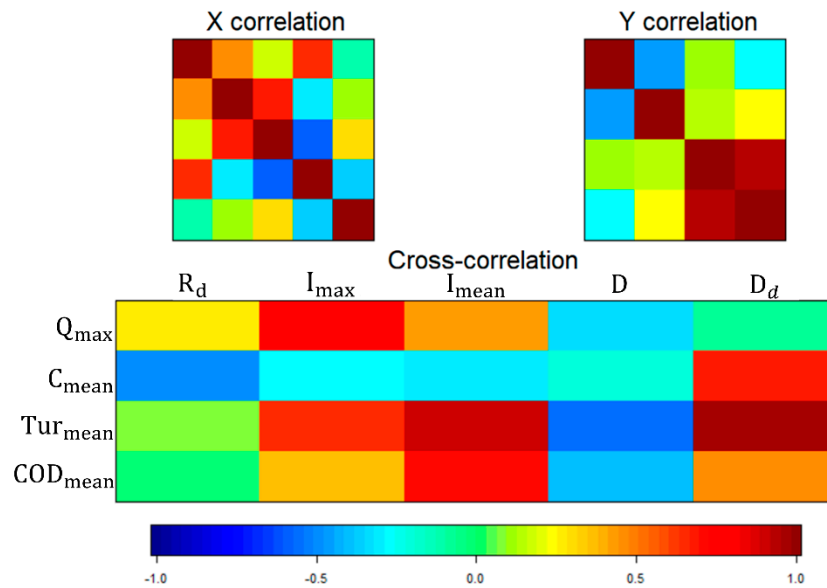 X correlation Y correlation
Cross-correlation
R_d I_max I_mean D D_d
Q_max
C_mean
Tur_mean
COD_mean
-1.0 -0.5 0.0 0.5 1.0